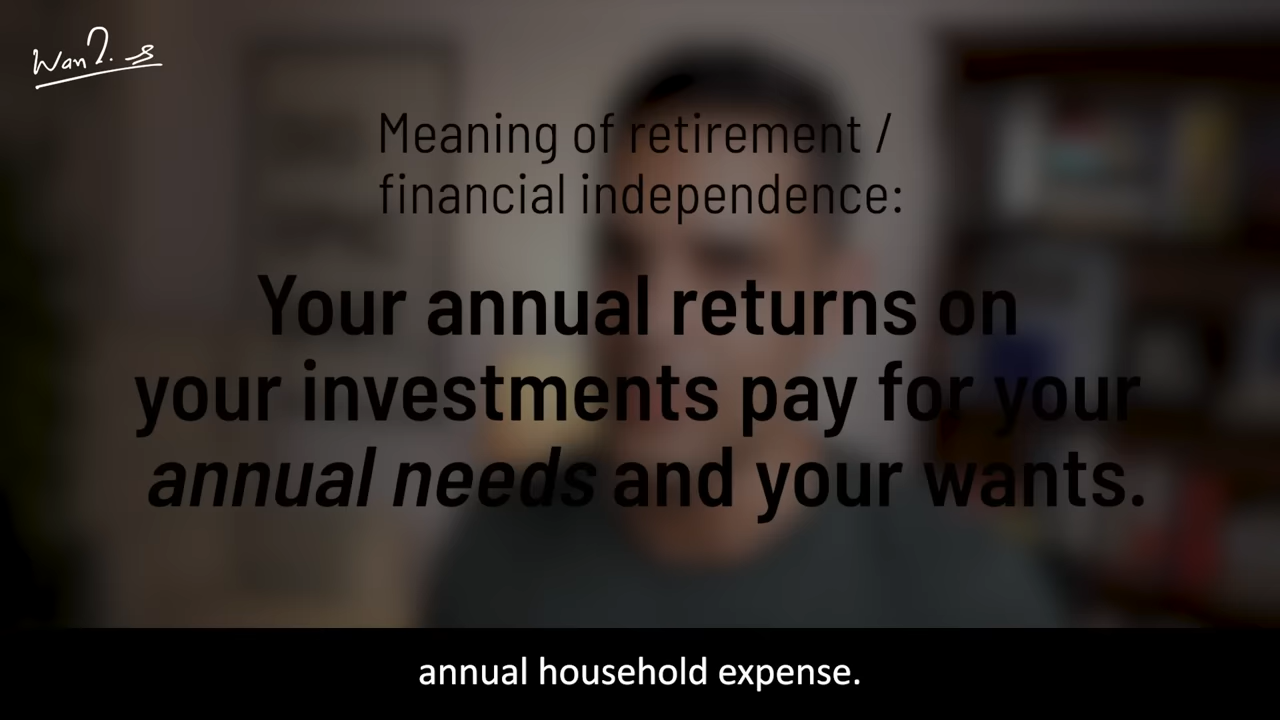 Meaning of retirement /
financial independence:
Your annual returns on
your investments pay for your
annual needs and your wants.
annual household expense.